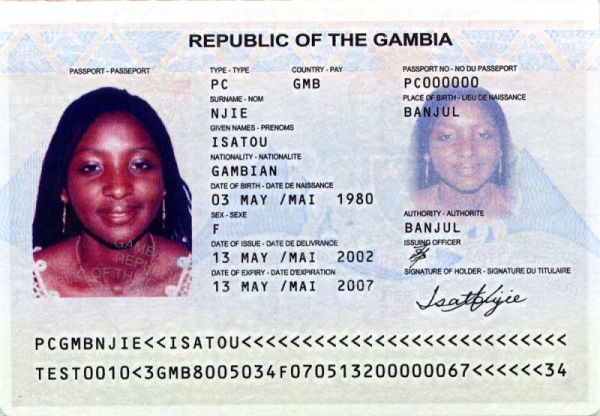 REPUBLIC OF THE GAMBIA
PASSPORT - PASSEPORT
TYPE - TYPE COUNTRY - PAY PASSPORT NO - NO DU PASSEPORT
PC GMB PC000000
SURNAME - NOM PLACE OF BIRTH - LIEU DE NAISSANCE
NJIE BANJUL
GIVEN NAMES - PRENOMS
ISATOU
NATIONALITY - NATIONALITE
GAMBIAN
DATE OF BIRTH - DATE DE NAISSANCE
03 MAY /MAI 1980
SEX - SEXE AUTHORITY - AUTHORITE
F BANJUL
DATE OF ISSUE - DATE DE DELIVRANCE ISSUING OFFICER
13 MAY /MAI 2002
DATE OF EXPIRY - DATE D'EXPIRATION SIGNATURE OF HOLDER - SIGNATURE DU TITULAIRE
13 MAY /MAI 2007
Isatou Njie
PCGMBNJIE<<ISATOU<<<<<<<<<<<<<<<<<<<<<<<<<<<
TEST0010<3GMB8005034F070513200000067<<<<<<34